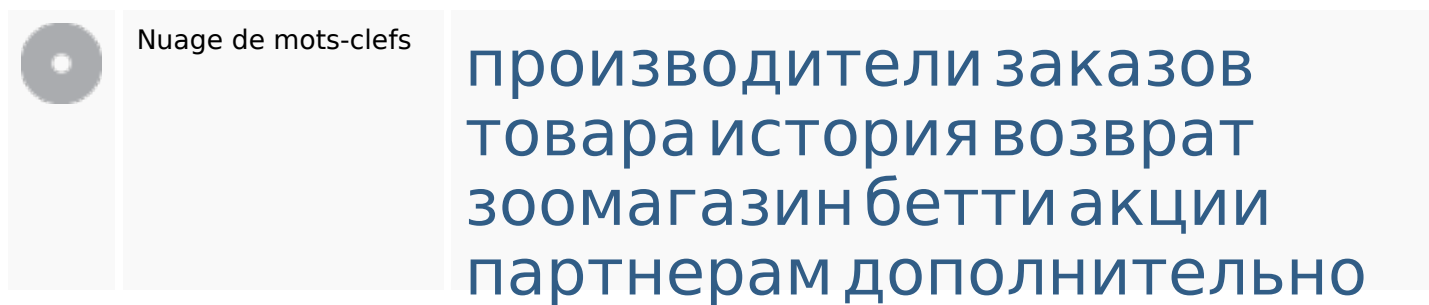 Nuage de mots-clefs
производители заказов
товара история возврат
зоомагазин бетти акции
партнерам дополнительно